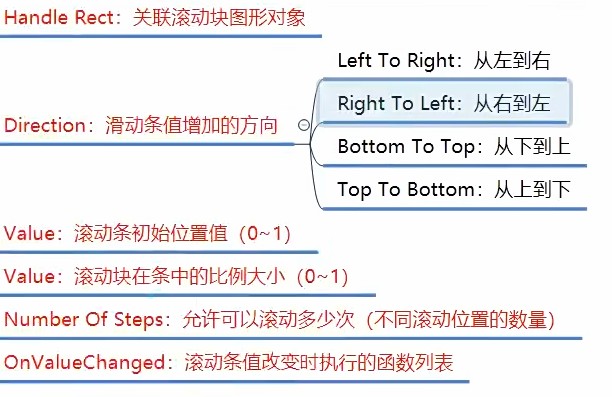 Handle Rect：关联滚动块图形对象
Direction：滑动条值增加的方向
Left To Right：从左到右
Right To Left：从右到左
Bottom To Top：从下到上
Top To Bottom：从上到下
Value：滚动条初始位置值（0~1）
Value：滚动块在条中的比例大小（0~1）
Number Of Steps：允许可以滚动多少次（不同滚动位置的数量）
OnValueChanged：滚动条值改变时执行的函数列表